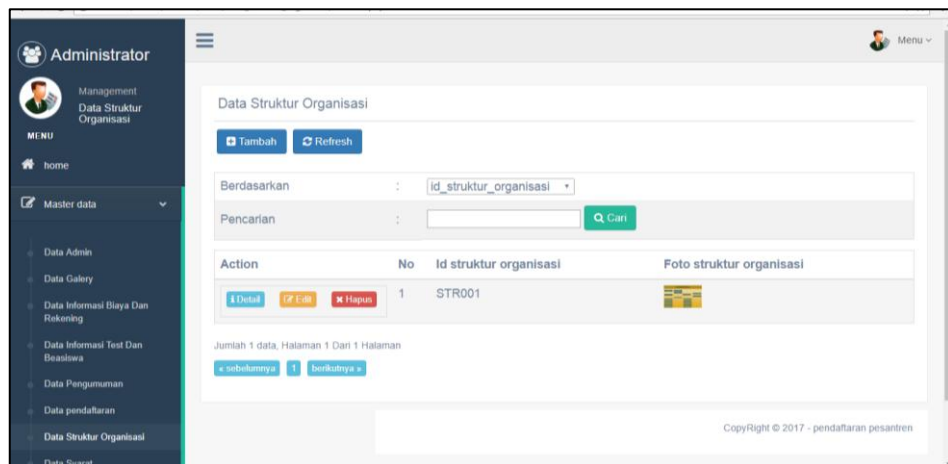 Administrator
Management
Data Struktur
Organisasi
MENU
home
Master data
Data Admin
Data Galery
Data Informasi Biaya Dan
Rekening
Data Informasi Test Dan
Beasiswa
Data Pengumuman
Data pendaftaran
Data Struktur Organisasi
Data Syarat
Menu
Data Struktur Organisasi
Tambah Refresh
Berdasarkan : id_struktur_organisasi
Pencarian : Cari
Action No Id struktur organisasi Foto struktur organisasi
Detail Edit Hapus 1 STR001
Jumlah 1 data, Halaman 1 Dari 1 Halaman
« sebelumnya 1 berikutnya »
CopyRight © 2017 - pendaftaran pesantren